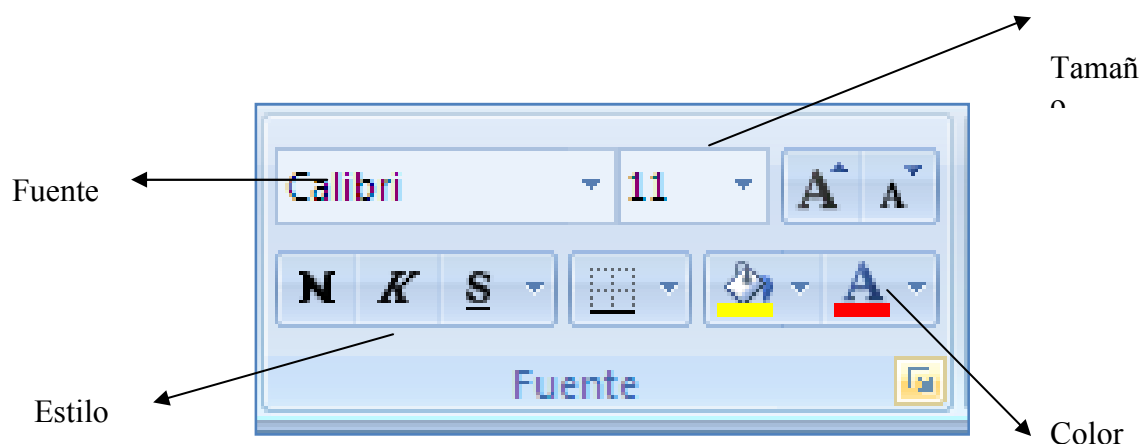 Tamañ
o
Fuente
Calibri
11
A A
N K S
A
Fuente
Estilo
Color